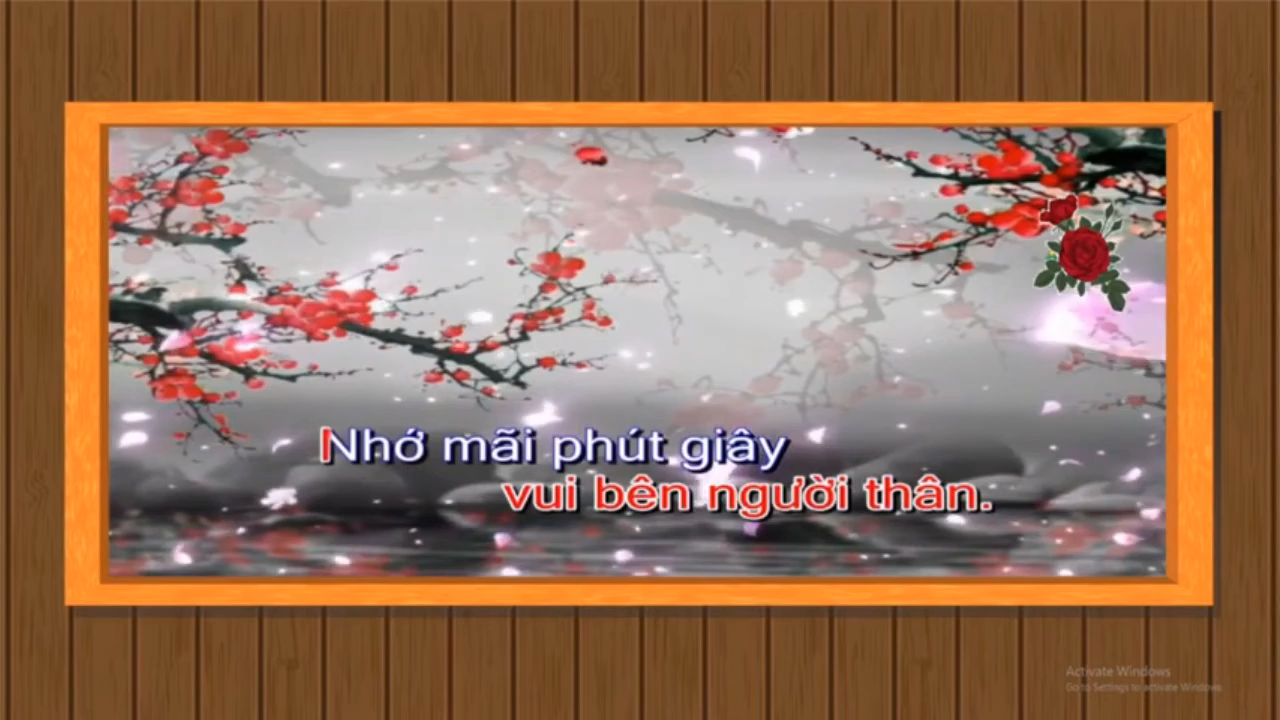 Nhớ mãi phút giây
vui bên người thân.
Activate Windows
Go to Settings to activate Windows.